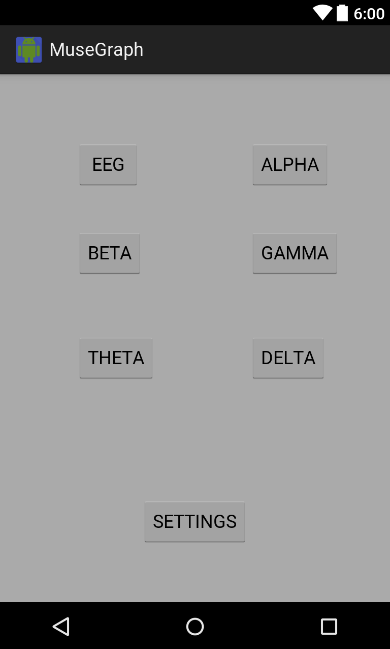 6:00
MuseGraph
EEG ALPHA
BETA GAMMA
THETA DELTA
SETTINGS